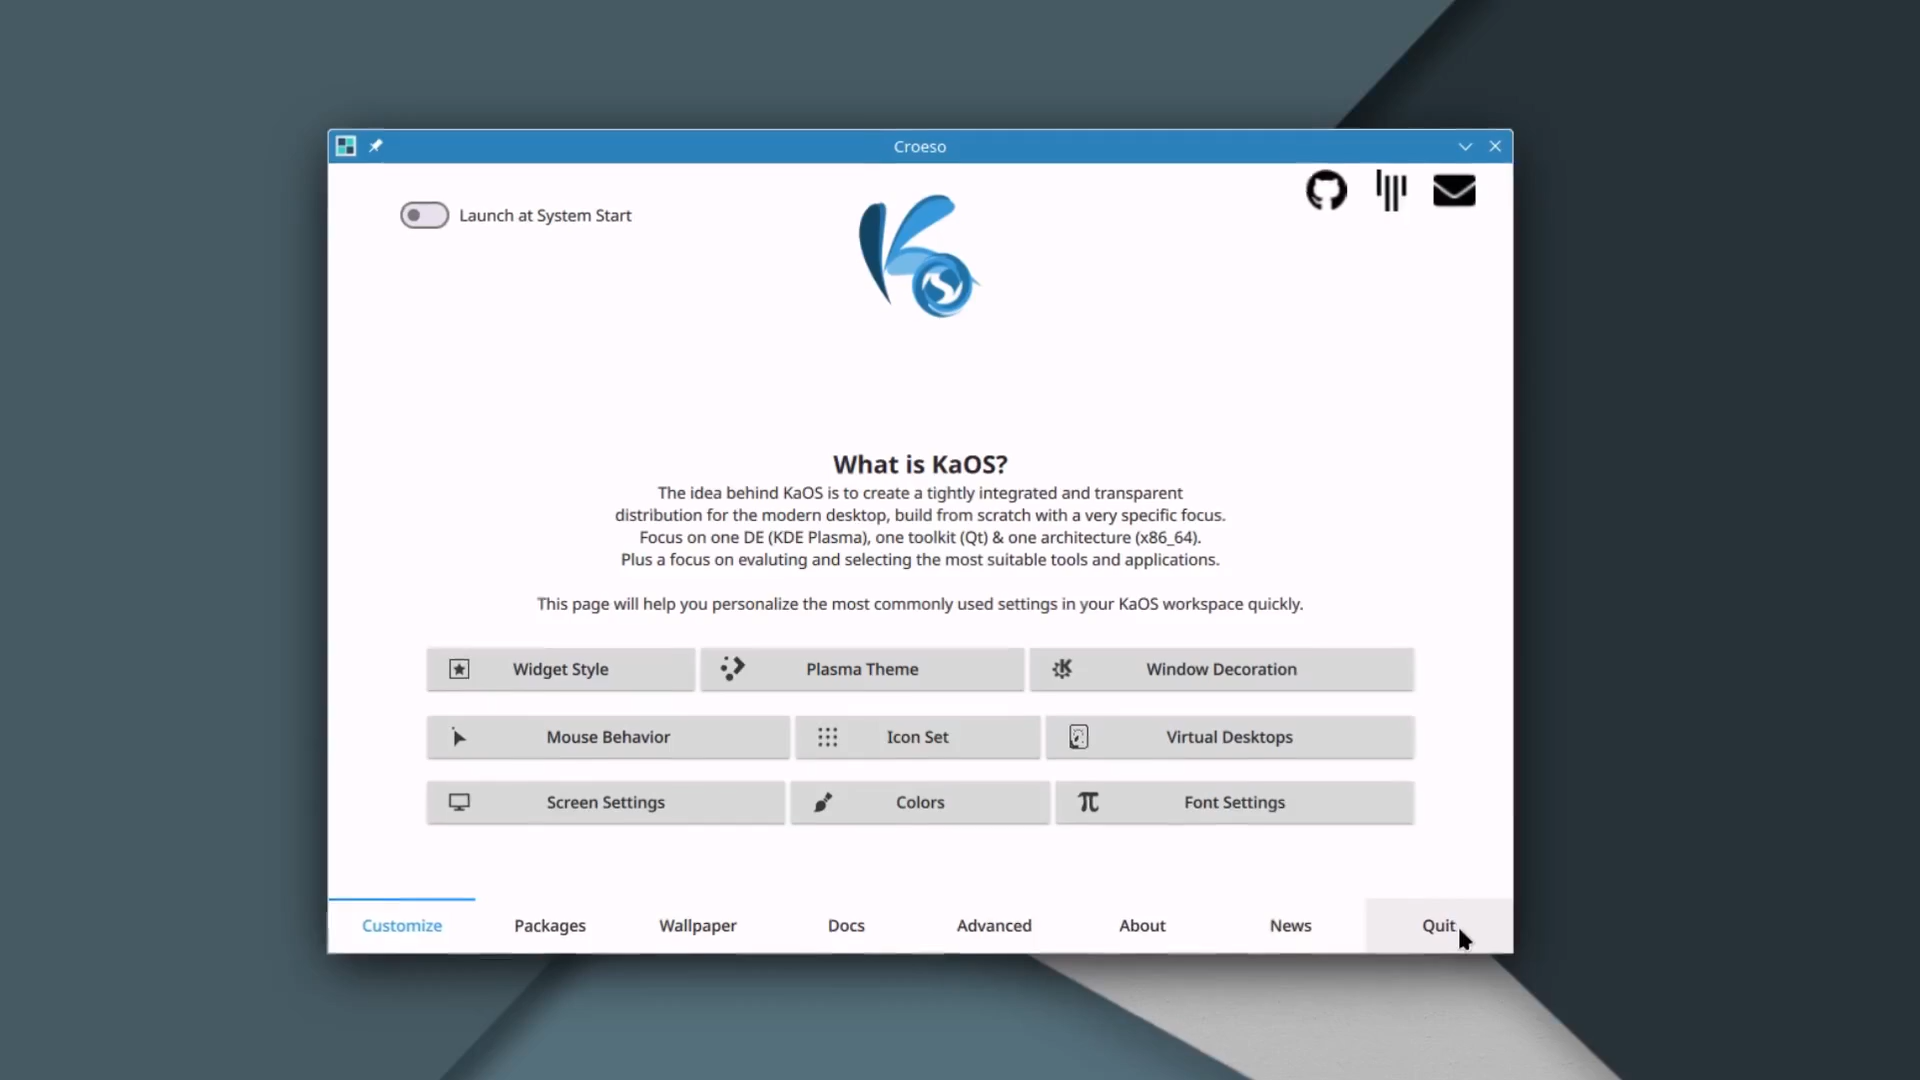 Croeso
Launch at System Start
What is KaOS?
The idea behind KaOS is to create a tightly integrated and transparent
distribution for the modern desktop, build from scratch with a very specific focus.
Focus on one DE (KDE Plasma), one toolkit (Qt) & one architecture (x86_64).
Plus a focus on evaluting and selecting the most suitable tools and applications.
This page will help you personalize the most commonly used settings in your KaOS workspace quickly.
Widget Style
Plasma Theme
Window Decoration
Mouse Behavior
Icon Set
Virtual Desktops
Screen Settings
Colors
Font Settings
Customize
Packages
Wallpaper
Docs
Advanced
About
News
Quit